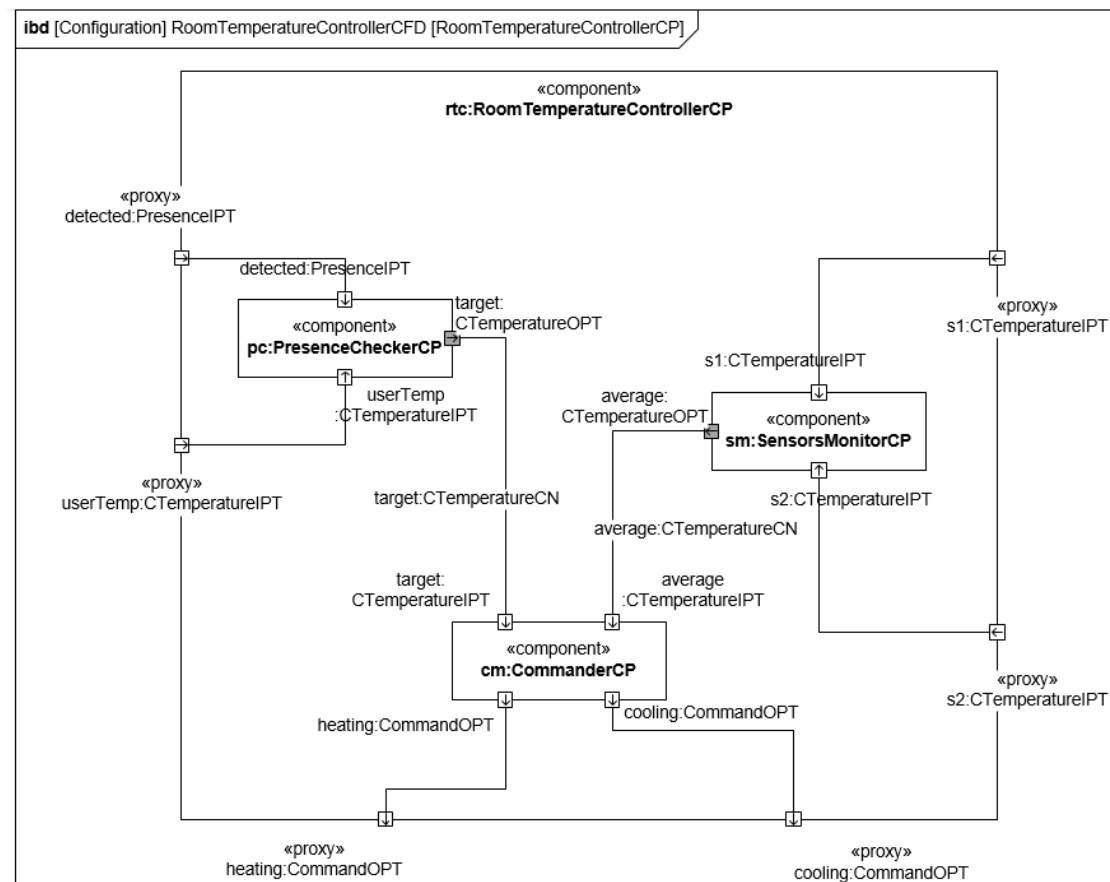 ibd [Configuration] RoomTemperatureControllerCFD [RoomTemperatureControllerCP]
«component»
rtc:RoomTemperatureControllerCP
«proxy»
detected:PresenceIPT
detected:PresenceIPT
«component»
pc:PresenceCheckerCP
target:
CTemperatureOPT
userTemp
:CTemperatureIPT
«proxy»
userTemp:CTemperatureIPT
«proxy»
s1:CTemperatureIPT
s1:CTemperatureIPT
average:
CTemperatureOPT
«component»
sm:SensorsMonitorCP
s2:CTemperatureIPT
target:CTemperatureCN
average:CTemperatureCN
target:
CTemperatureIPT
average
:CTemperatureIPT
«component»
cm:CommanderCP
«proxy»
s2:CTemperatureIPT
heating:CommandOPT
cooling:CommandOPT
«proxy»
heating:CommandOPT
«proxy»
cooling:CommandOPT